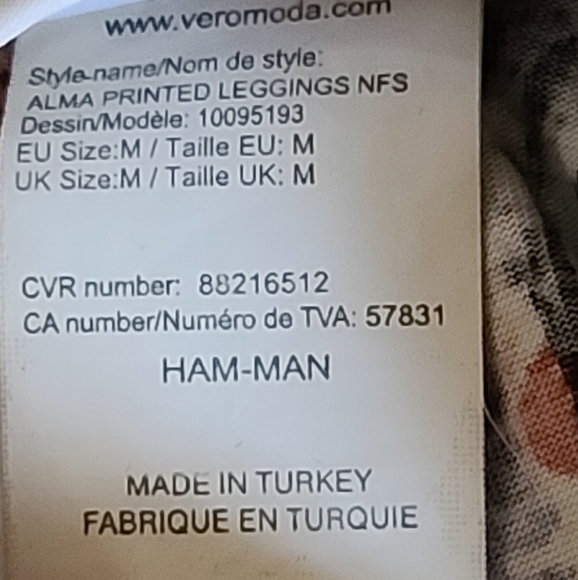 www.veromoda.com
Style-name/Nom de style:
ALMA PRINTED LEGGINGS NFS
Dessin/Modèle: 10095193
EU Size:M / Taille EU: M
UK Size:M / Taille UK: M
CVR number: 88216512
CA number/Numéro de TVA: 57831
HAM-MAN
MADE IN TURKEY
FABRIQUE EN TURQUIE